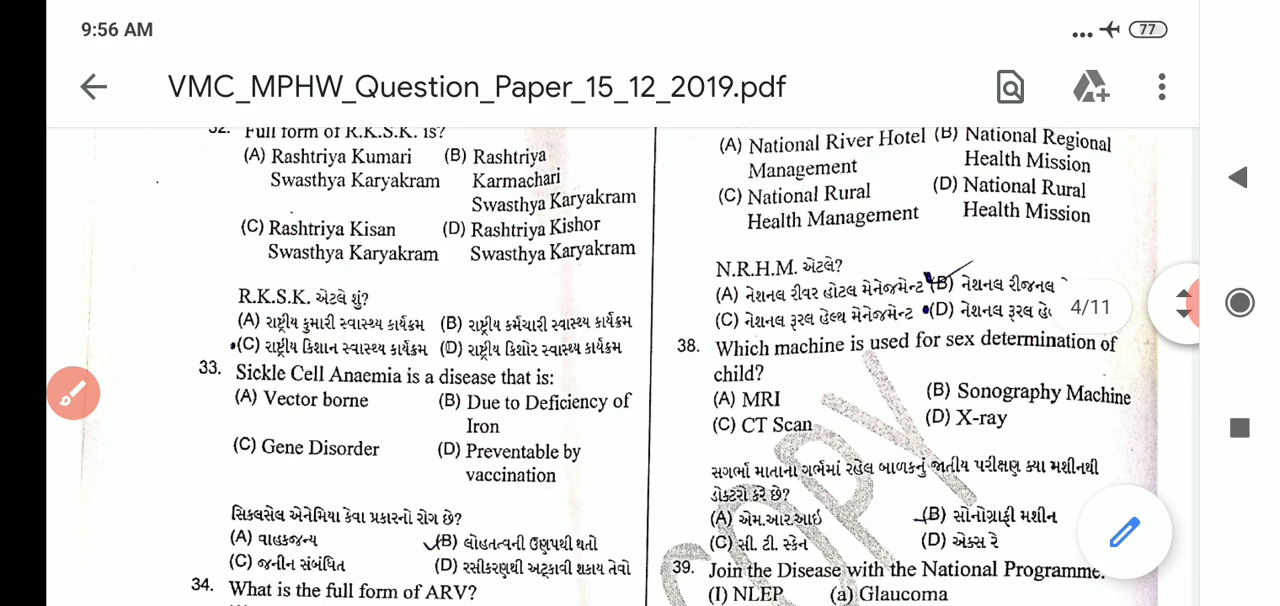 9:56 AM
77
VMC_MPHW_Question_Paper_15_12_2019.pdf
32. Full form of R.K.S.K. is?
(A) Rashtriya Kumari (B) Rashtriya
Swasthya Karyakram Karmachari
Swasthya Karyakram
(C) Rashtriya Kisan (D) Rashtriya Kishor
Swasthya Karyakram Swasthya Karyakram
R.K.S.K. એટલે શું?
(A) રાષ્ટ્રીય કુમારી સ્વાસ્થ્ય કાર્યક્રમ (B) રાષ્ટ્રીય કર્મચારી સ્વાસ્થ્ય કાર્યક્રમ
(C) રાષ્ટ્રીય કિશાન સ્વાસ્થ્ય કાર્યક્રમ (D) રાષ્ટ્રીય કિશોર સ્વાસ્થ્ય કાર્યક્રમ
33. Sickle Cell Anaemia is a disease that is:
(A) Vector borne (B) Due to Deficiency of
Iron
(C) Gene Disorder (D) Preventable by
vaccination
સિકલસેલ એનેમિયા કેવા પ્રકારનો રોગ છે?
(A) વાહકજન્ય (B) લોહતત્વની ઉણપથી થતો
(C) જનીન સંબંધિત (D) રસીકરણથી અટ્કાવી શકાય તેવો
34. What is the full form of ARV?
(A) National River Hotel (B) National Regional
Management Health Mission
(C) National Rural (D) National Rural
Health Management Health Mission
N.R.H.M. એટલે?
(A) નેશનલ રીવર હોટલ મેનેજમેન્ટ (B) નેશનલ રીજનલ
(C) નેશનલ રૂરલ હેલ્થ મેનેજમેન્ટ (D) નેશનલ રૂરલ
4/11
38. Which machine is used for sex determination of
child?
(A) MRI (B) Sonography Machine
(C) CT Scan (D) X-ray
સગર્ભા માતાના ગર્ભમાં રહેલ બાળકનું જાતીય પરીક્ષણ ક્યા મશીનથી
ડોક્ટરો કરે છે?
(A) એમ.આર.આઇ (B) સોનોગ્રાફી મશીન
(C) સી. ટી. સ્કેન (D) એક્સ રે
39. Join the Disease with the National Programme.
(I) NLEP (a) Glaucoma
COPY